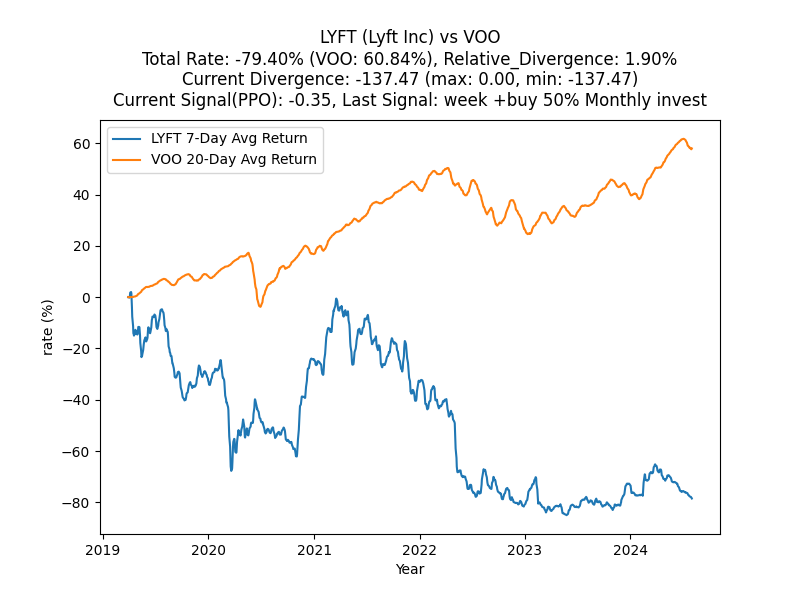 LYFT (Lyft Inc) vs VOO
Total Rate: -79.40% (VOO: 60.84%), Relative_Divergence: 1.90%
Current Divergence: -137.47 (max: 0.00, min: -137.47)
Current Signal(PPO): -0.35, Last Signal: week +buy 50% Monthly invest
LYFT 7-Day Avg Return
VOO 20-Day Avg Return
60
40
20
0
−20
−40
−60
−80
rate (%)
2019
2020
2021
2022
2023
2024
Year